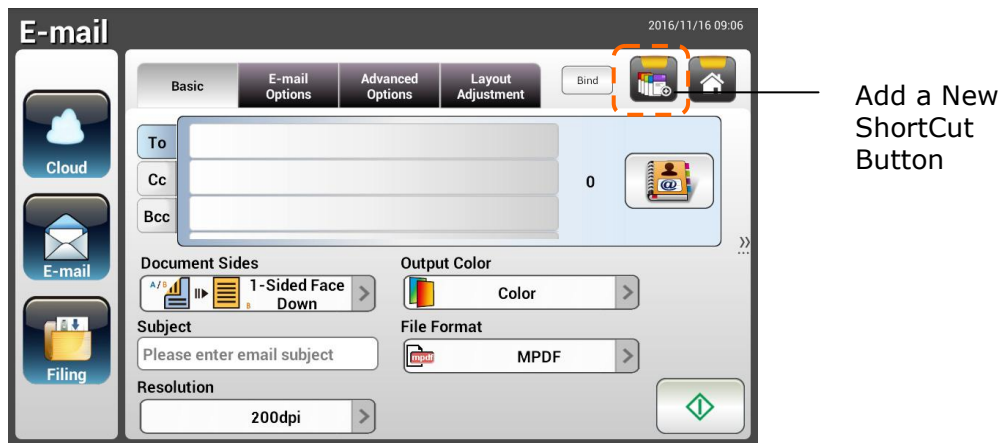 E-mail
2016/11/16 09:06
Basic
E-mail
Options
Advanced
Options
Layout
Adjustment
Bind
Add a New
ShortCut
Button
Cloud
E-mail
Filing
To
Cc
Bcc
0
@
»
Document Sides
A/B
B
1-Sided Face
Down
Output Color
Color
Subject
Please enter email subject
File Format
mpdf
MPDF
Resolution
200dpi